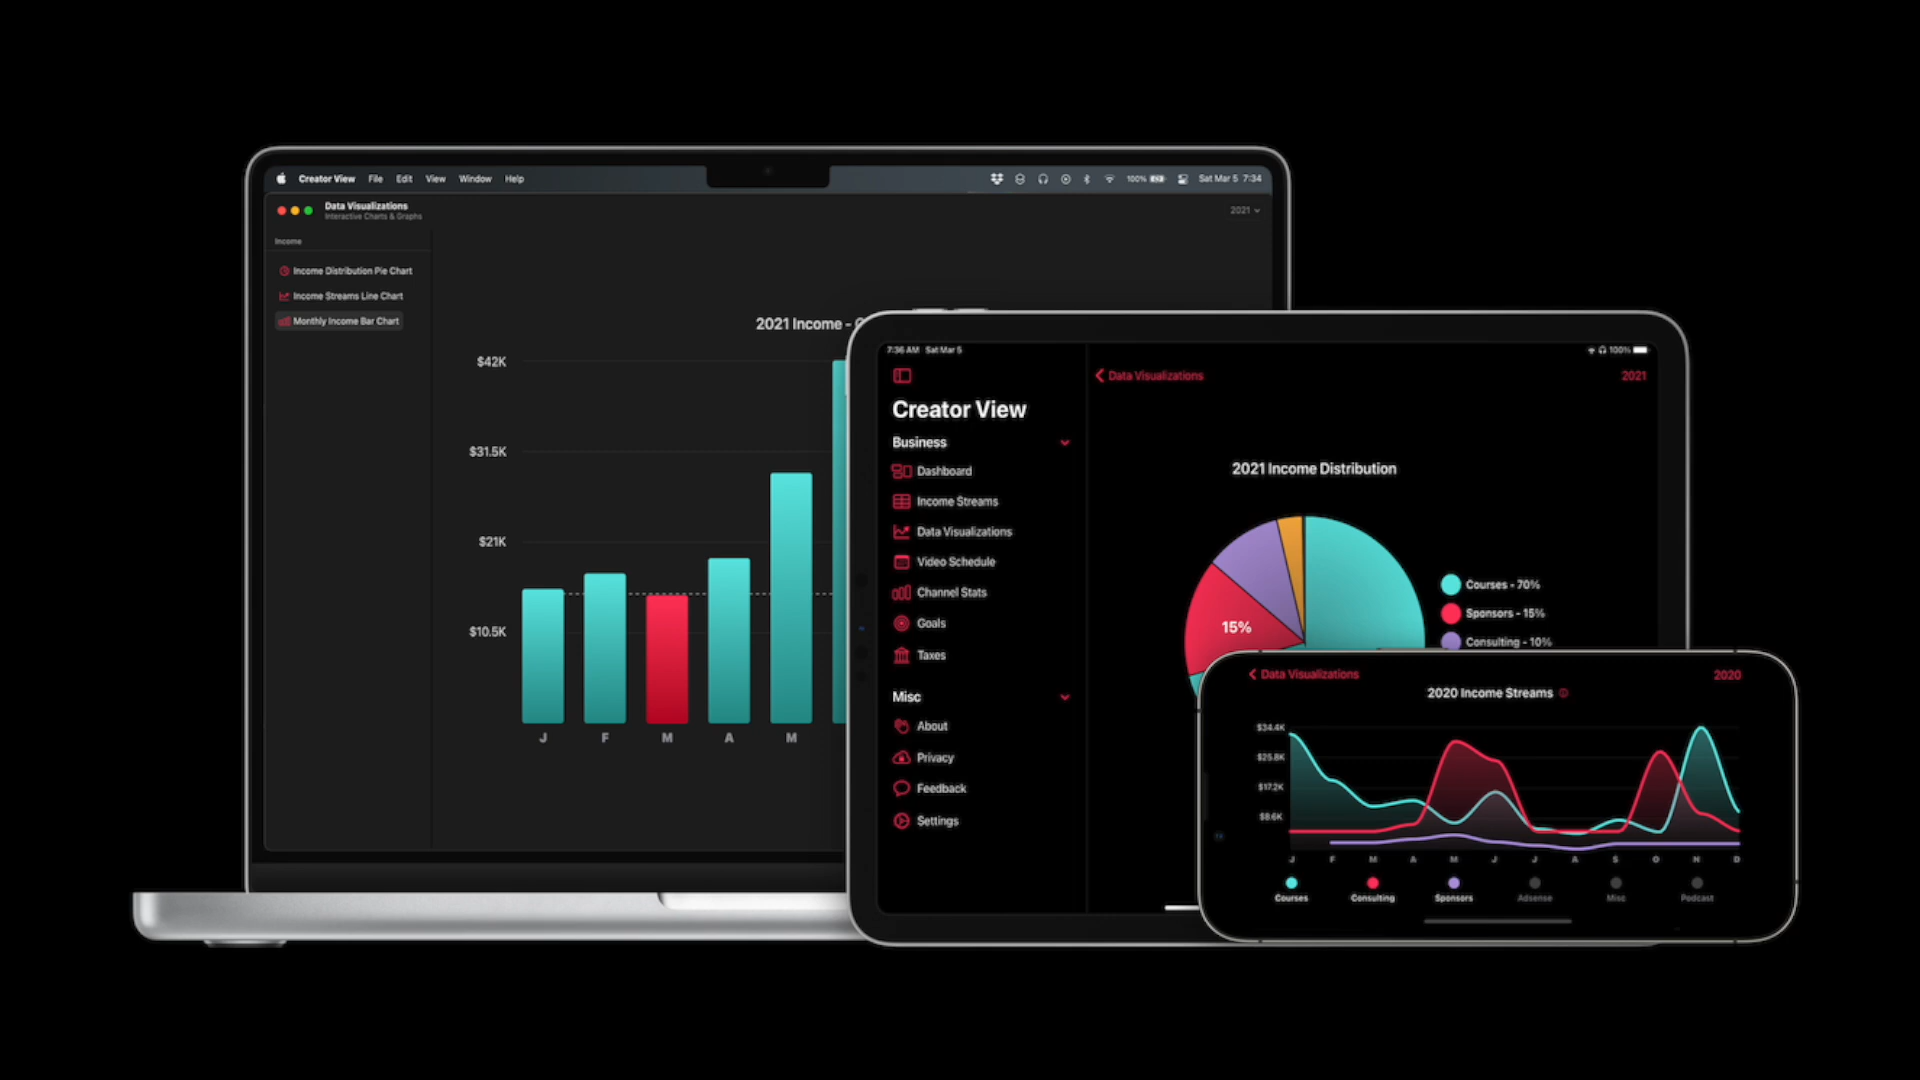 Creator View File Edit View Window Help
100% Sat Mar 5 7:34
Data Visualizations
Interactive Charts & Graphs
2021
Income
Income Distribution Pie Chart
Income Streams Line Chart
Monthly Income Bar Chart
2021 Income -
$42K
$31.5K
$21K
$10.5K
J F M A M
7:36 AM Sat Mar 5
100%
Creator View
Business
Dashboard
Income Streams
Data Visualizations
Video Schedule
Channel Stats
Goals
Taxes
Misc
About
Privacy
Feedback
Settings
Data Visualizations
2021
2021 Income Distribution
15%
Courses - 70%
Sponsors - 15%
Consulting - 10%
Data Visualizations
2020
2020 Income Streams
$34.4K
$25.8K
$17.2K
$8.6K
J F M A M J J A S O N D
Courses Consulting Sponsors Adsense Misc Podcast